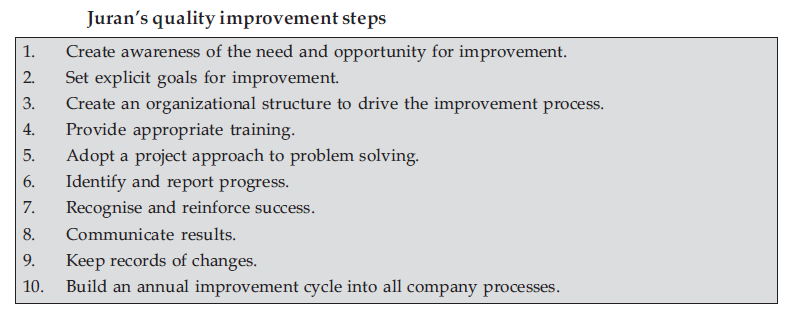 Juran’s quality improvement steps
1. Create awareness of the need and opportunity for improvement.
2. Set explicit goals for improvement.
3. Create an organizational structure to drive the improvement process.
4. Provide appropriate training.
5. Adopt a project approach to problem solving.
6. Identify and report progress.
7. Recognise and reinforce success.
8. Communicate results.
9. Keep records of changes.
10. Build an annual improvement cycle into all company processes.